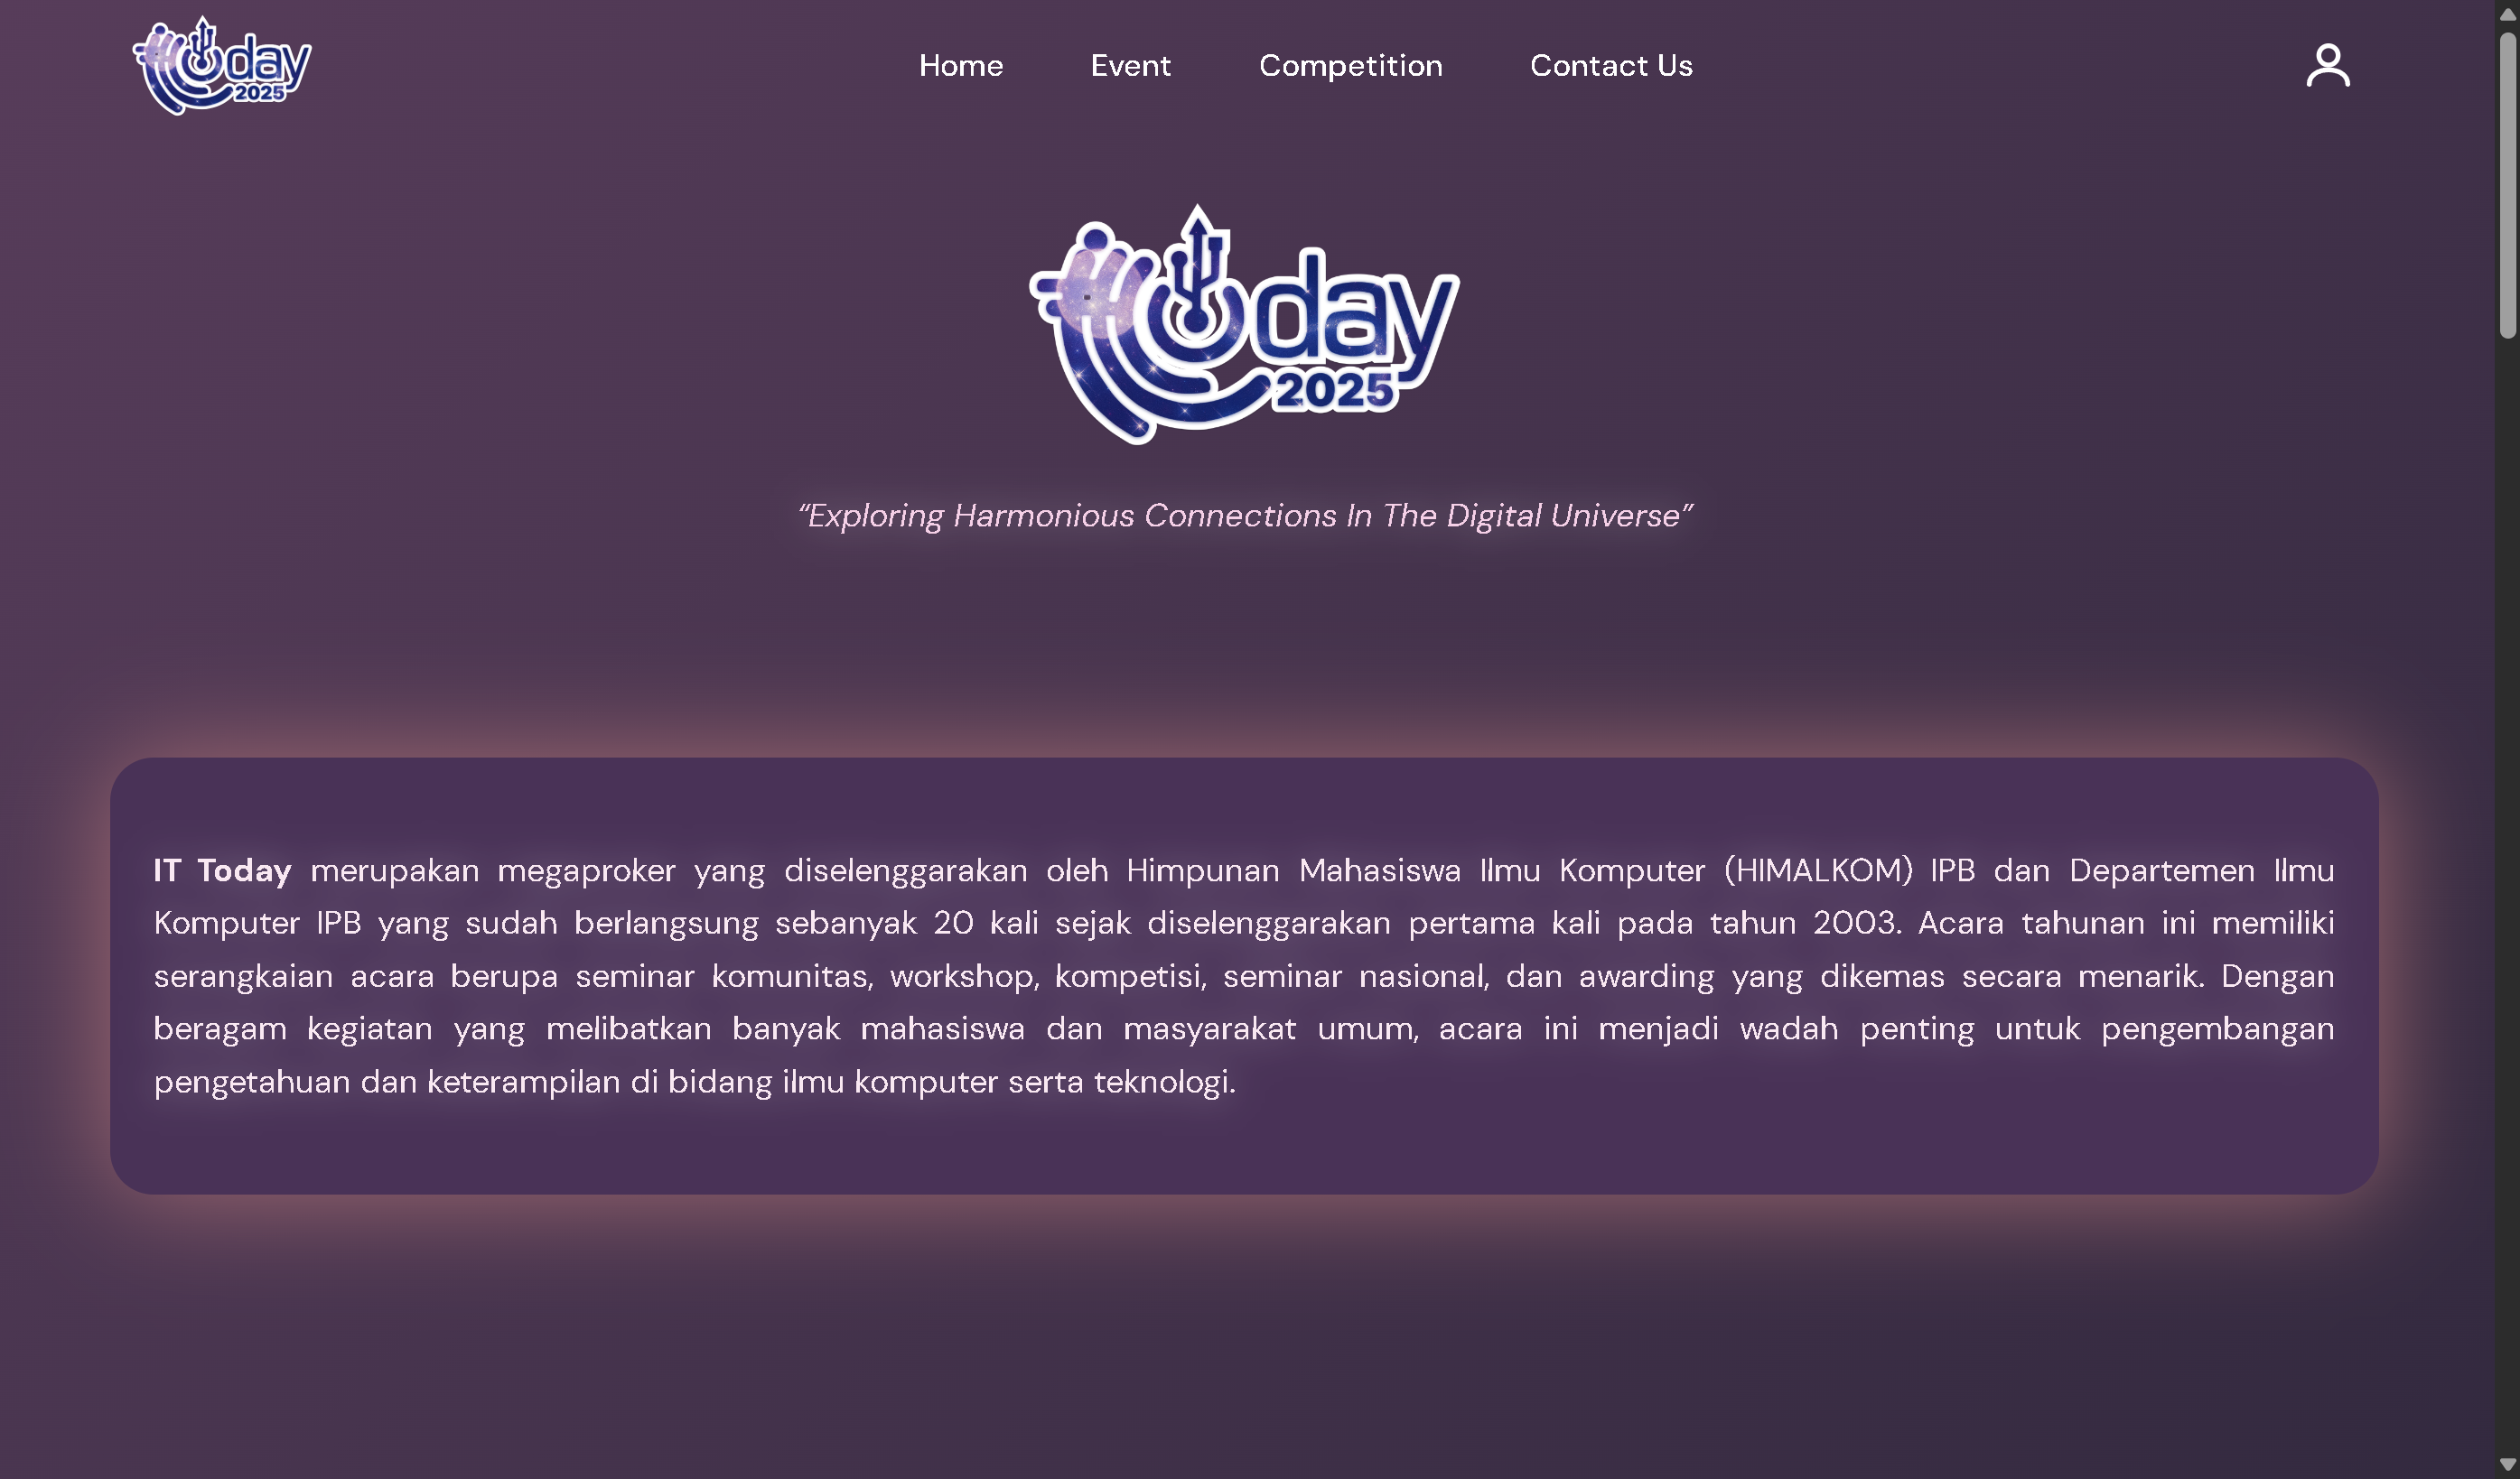 day
2025
Home
Event
Competition
Contact Us
day
2025
“Exploring Harmonious Connections In The Digital Universe”
IT Today merupakan megaproker yang diselenggarakan oleh Himpunan Mahasiswa Ilmu Komputer (HIMALKOM) IPB dan Departemen Ilmu
Komputer IPB yang sudah berlangsung sebanyak 20 kali sejak diselenggarakan pertama kali pada tahun 2003. Acara tahunan ini memiliki
serangkaian acara berupa seminar komunitas, workshop, kompetisi, seminar nasional, dan awarding yang dikemas secara menarik. Dengan
beragam kegiatan yang melibatkan banyak mahasiswa dan masyarakat umum, acara ini menjadi wadah penting untuk pengembangan
pengetahuan dan keterampilan di bidang ilmu komputer serta teknologi.